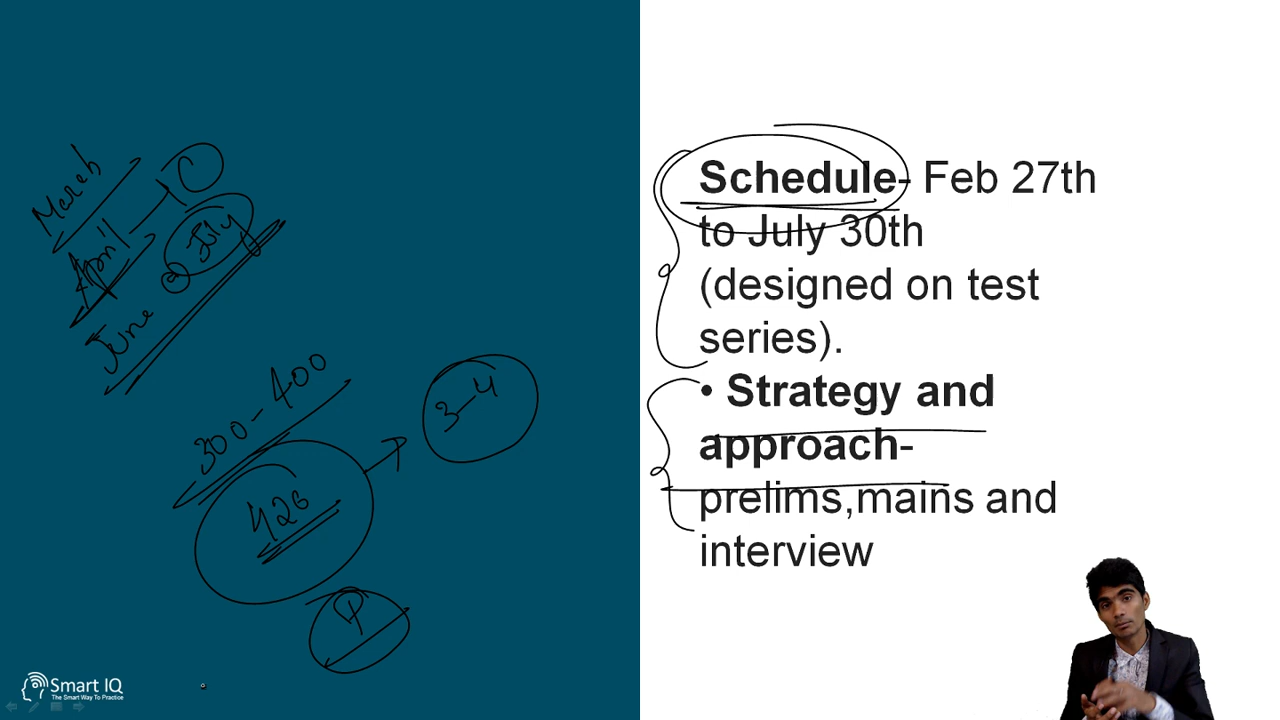 March
April → C
June @ July
300-400
426
3-4
P
Schedule- Feb 27th
to July 30th
(designed on test
series).
• Strategy and
approach-
prelims,mains and
interview
Smart IQ
The Smart Way To Practice